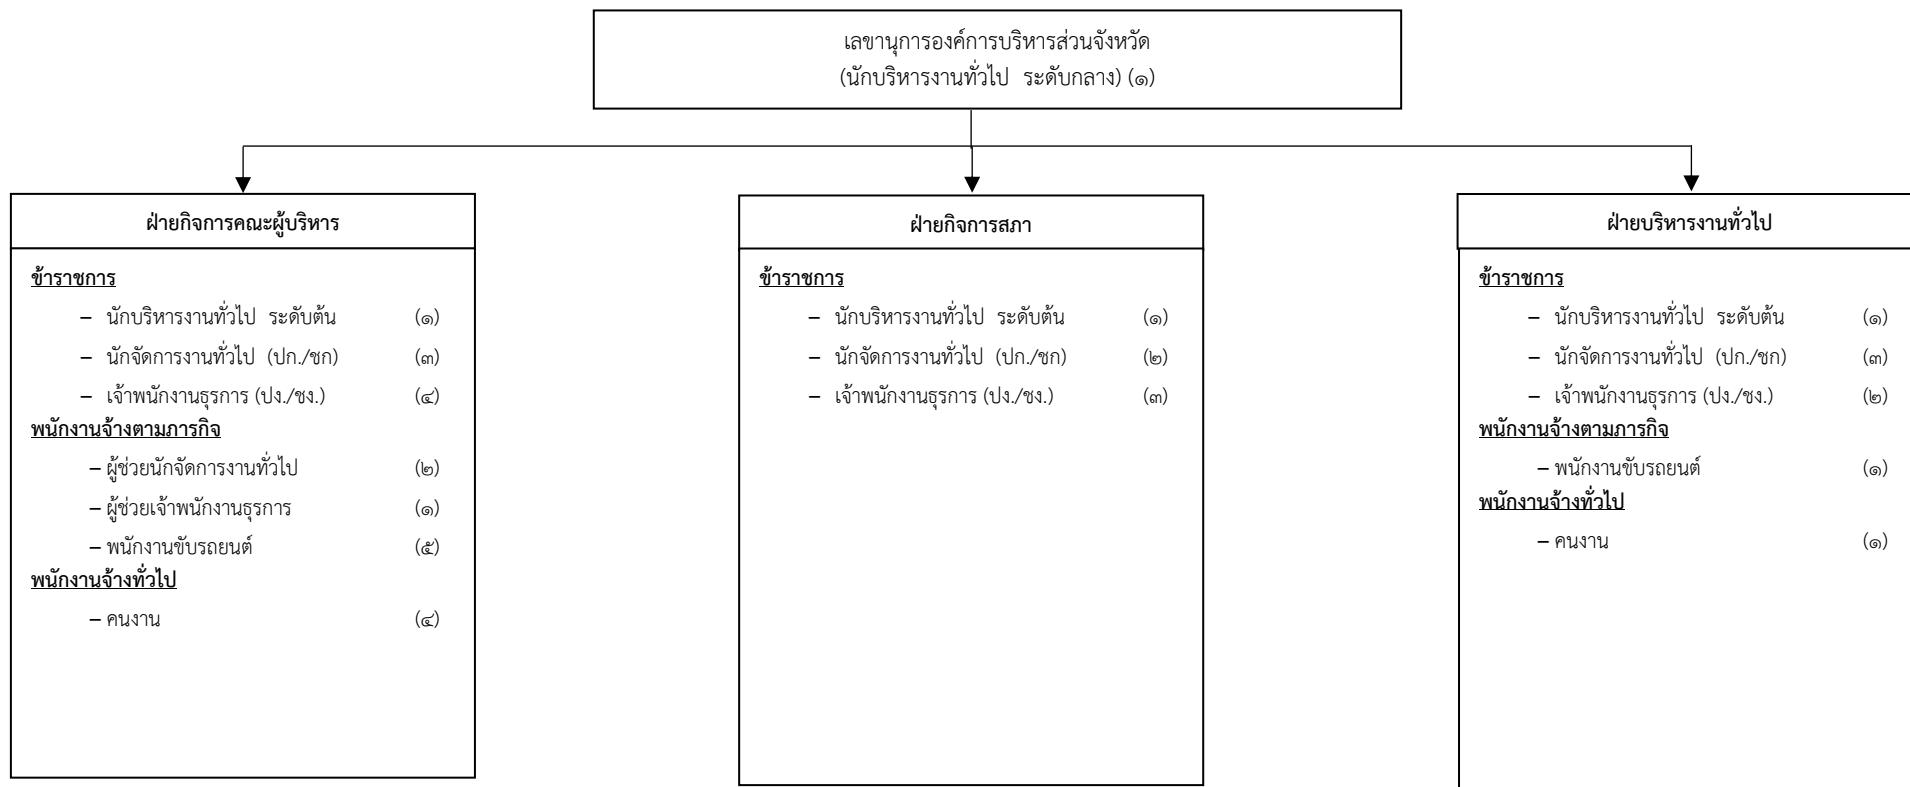 เลขานุการองค์การบริหารส่วนจังหวัด
(นักบริหารงานทั่วไป ระดับกลาง) (๑)
ฝ่ายกิจการคณะผู้บริหาร
ข้าราชการ
– นักบริหารงานทั่วไป ระดับต้น (๑)
– นักจัดการงานทั่วไป (ปก./ชก) (๓)
– เจ้าพนักงานธุรการ (ปง./ชง.) (๔)
พนักงานจ้างตามภารกิจ
– ผู้ช่วยนักจัดการงานทั่วไป (๒)
– ผู้ช่วยเจ้าพนักงานธุรการ (๑)
– พนักงานขับรถยนต์ (๕)
พนักงานจ้างทั่วไป
– คนงาน (๔)
ฝ่ายกิจการสภา
ข้าราชการ
– นักบริหารงานทั่วไป ระดับต้น (๑)
– นักจัดการงานทั่วไป (ปก./ชก) (๒)
– เจ้าพนักงานธุรการ (ปง./ชง.) (๓)
ฝ่ายบริหารงานทั่วไป
ข้าราชการ
– นักบริหารงานทั่วไป ระดับต้น (๑)
– นักจัดการงานทั่วไป (ปก./ชก) (๓)
– เจ้าพนักงานธุรการ (ปง./ชง.) (๒)
พนักงานจ้างตามภารกิจ
– พนักงานขับรถยนต์ (๑)
พนักงานจ้างทั่วไป
– คนงาน (๑)